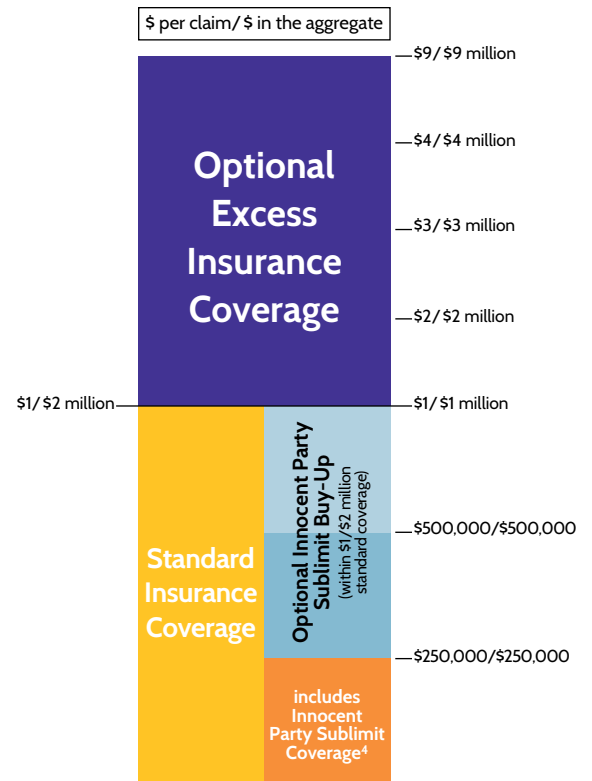 $ per claim/ $ in the aggregate
$9/ $9 million
$4/ $4 million
$3/ $3 million
$2/ $2 million
Optional
Excess
Insurance
Coverage
$1/ $2 million
$1/ $1 million
$500,000/$500,000
$250,000/$250,000
Standard
Insurance
Coverage
Optional Innocent Party
Sublimit Buy-Up
(within $1/$2 million
standard coverage)
includes
Innocent
Party Sublimit
Coverage⁴